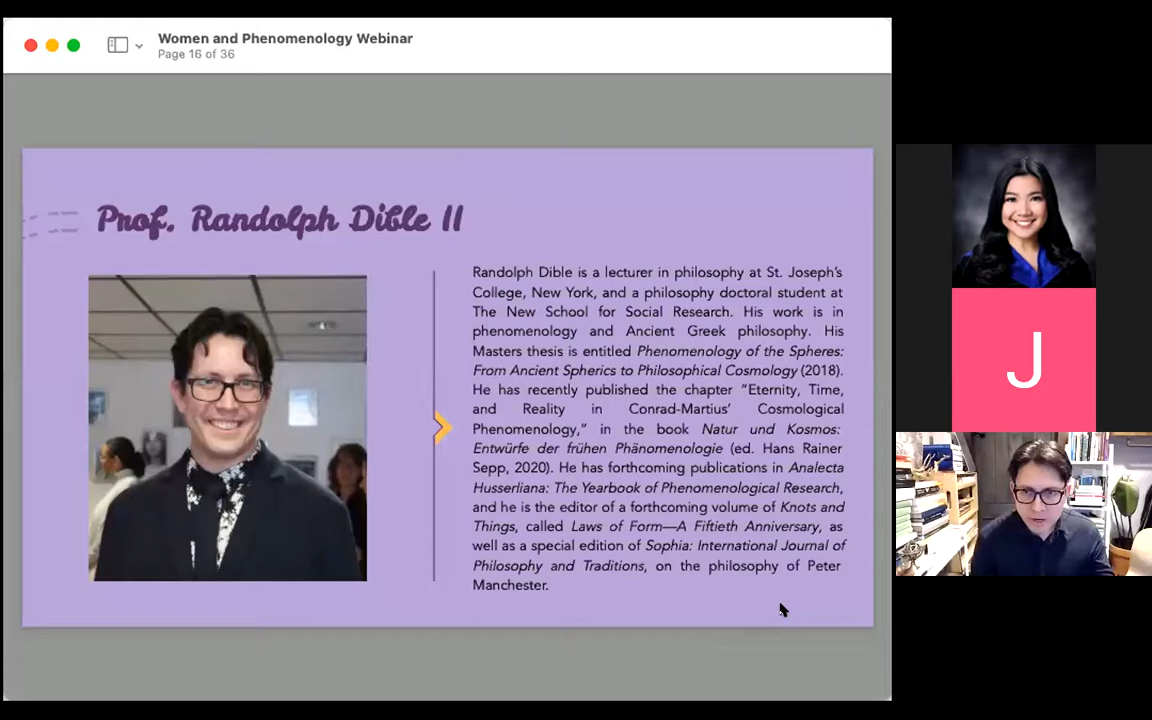 Women and Phenomenology Webinar
Page 16 of 36
Prof. Randolph Dible II
Randolph Dible is a lecturer in philosophy at St. Joseph's
College, New York, and a philosophy doctoral student at
The New School for Social Research. His work is in
phenomenology and Ancient Greek philosophy. His
Masters thesis is entitled Phenomenology of the Spheres:
From Ancient Spherics to Philosophical Cosmology (2018).
He has recently published the chapter "Eternity, Time,
and Reality in Conrad-Martius' Cosmological
Phenomenology," in the book Natur und Kosmos:
Entwürfe der frühen Phänomenologie (ed. Hans Rainer
Sepp, 2020). He has forthcoming publications in Analecta
Husserliana: The Yearbook of Phenomenological Research,
and he is the editor of a forthcoming volume of Knots and
Things, called Laws of Form—A Fiftieth Anniversary, as
well as a special edition of Sophia: International Journal of
Philosophy and Traditions, on the philosophy of Peter
Manchester.
J